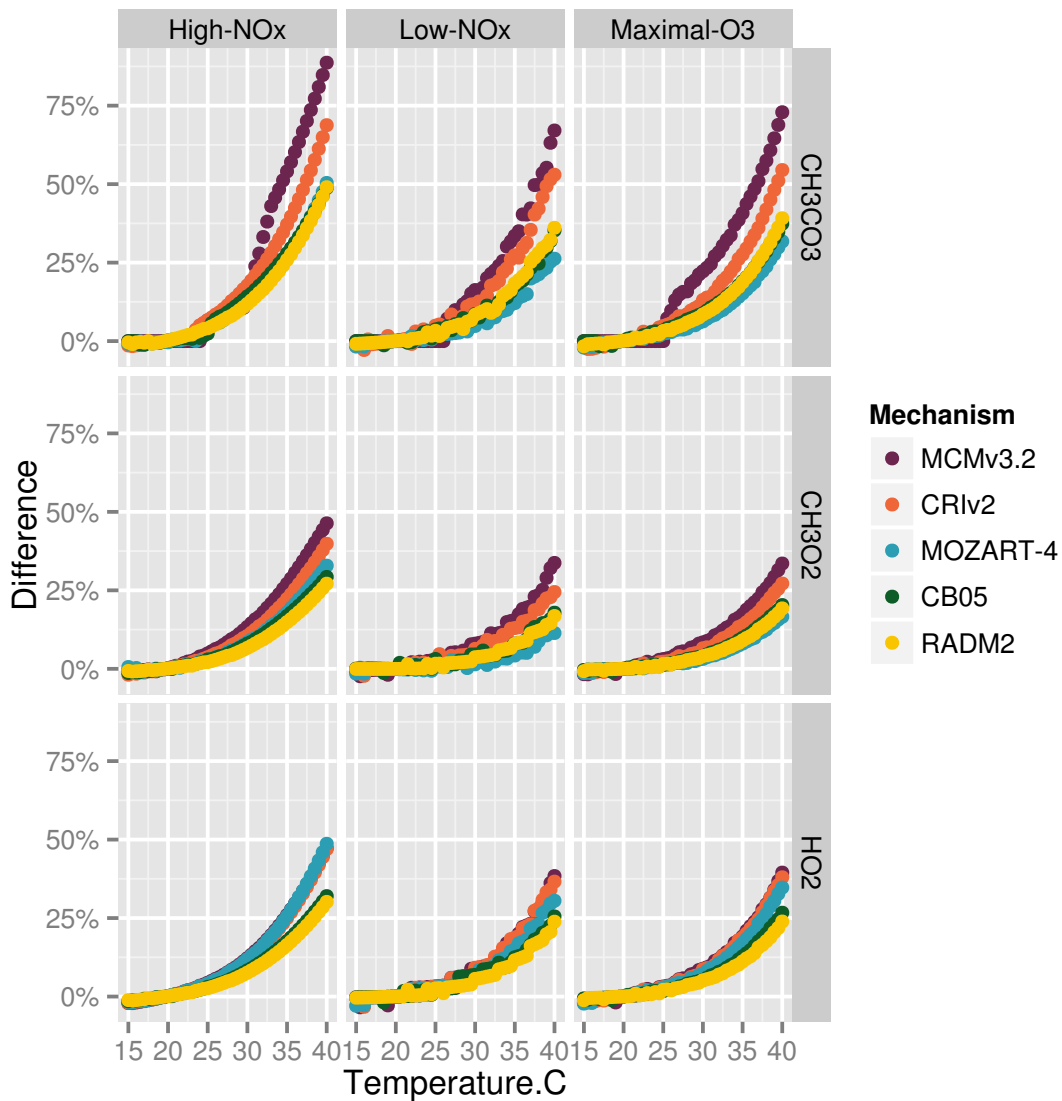 High-NOx Low-NOx Maximal-O3
75%
50%
25%
0%
CH3CO3
75%
50%
25%
0%
CH3O2
75%
50%
25%
0%
HO2
15 20 25 30 35 40 15 20 25 30 35 40 15 20 25 30 35 40
Temperature.C
Difference
Mechanism
MCMv3.2
CRIv2
MOZART-4
CB05
RADM2